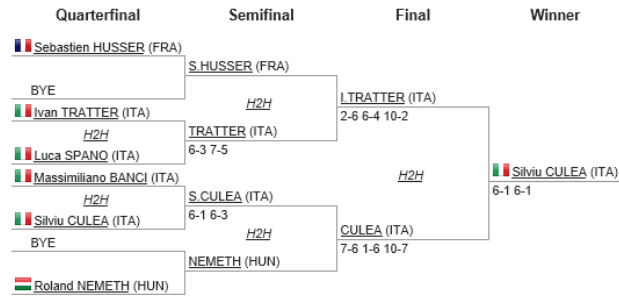 Quarterfinal Semifinal Final Winner
Sebastien HUSSER (FRA)
S.HUSSER (FRA)
BYE
H2H
I.TRATTER (ITA)
Ivan TRATTER (ITA)
2-6 6-4 10-2
H2H
TRATTER (ITA)
Luca SPANO (ITA)
6-3 7-5
Massimiliano BANCI (ITA)
H2H
Silviu CULEA (ITA)
H2H
S.CULEA (ITA)
6-1 6-1
Silviu CULEA (ITA)
6-1 6-3
BYE
H2H
CULEA (ITA)
7-6 1-6 10-7
NEMETH (HUN)
Roland NEMETH (HUN)